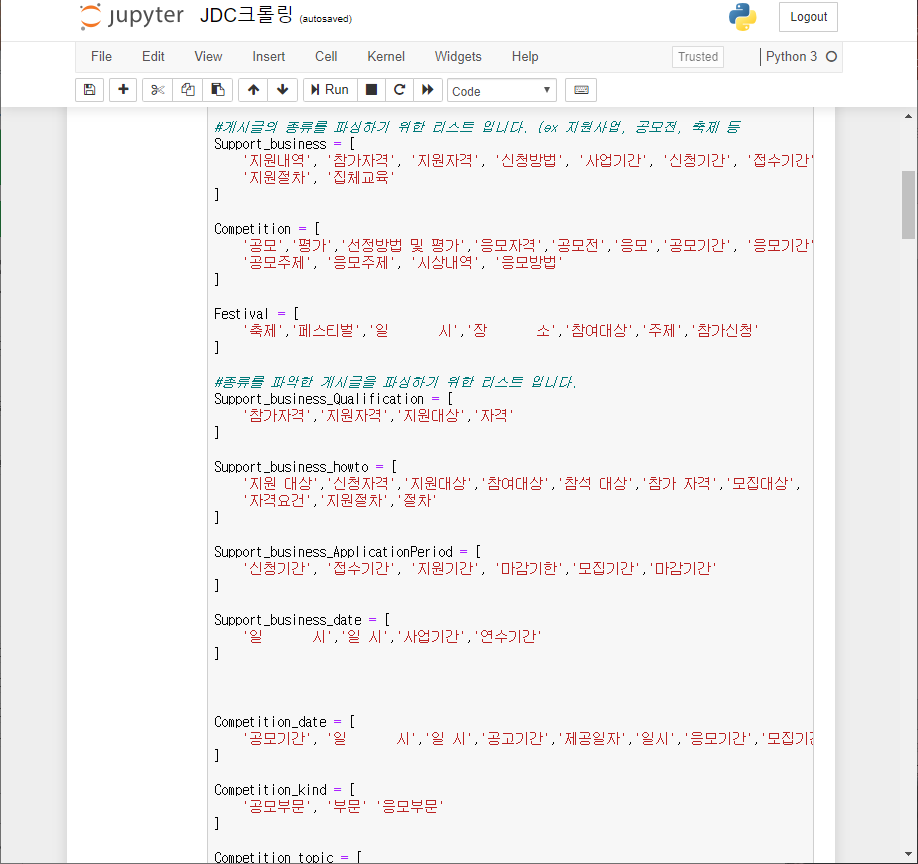 jupyter JDC크롤링 (autosaved) Logout
File Edit View Insert Cell Kernel Widgets Help Trusted Python 3
Run Code
#게시글의 종류를 파싱하기 위한 리스트 입니다. (ex 지원사업, 공모전, 축제 등
Support_business = [
'지원내역', '참가자격', '지원자격', '신청방법', '사업기간', '신청기간', '접수기간'
'지원절차', '집체교육'
]
Competition = [
'공모','평가','선정방법 및 평가','응모자격','공모전','응모','공모기간', '응모기간'
'공모주제', '응모주제', '시상내역', '응모방법'
]
Festival = [
'축제','페스티벌','일      시','장      소','참여대상','주제','참가신청'
]
#종류를 파악한 게시글을 파싱하기 위한 리스트 입니다.
Support_business_Qualification = [
'참가자격','지원자격','지원대상','자격'
]
Support_business_howto = [
'지원 대상','신청자격','지원대상','참여대상','참석 대상','참가 자격','모집대상',
'자격요건','지원절차','절차'
]
Support_business_ApplicationPeriod = [
'신청기간', '접수기간', '지원기간', '마감기한','모집기간','마감기간'
]
Support_business_date = [
'일      시','일 시','사업기간','연수기간'
]
Competition_date = [
'공모기간', '일      시','일 시','공고기간','제공일자','일시','응모기간','모집기간
]
Competition_kind = [
'공모부문', '부문' '응모부문'
]
Competition_topic = [